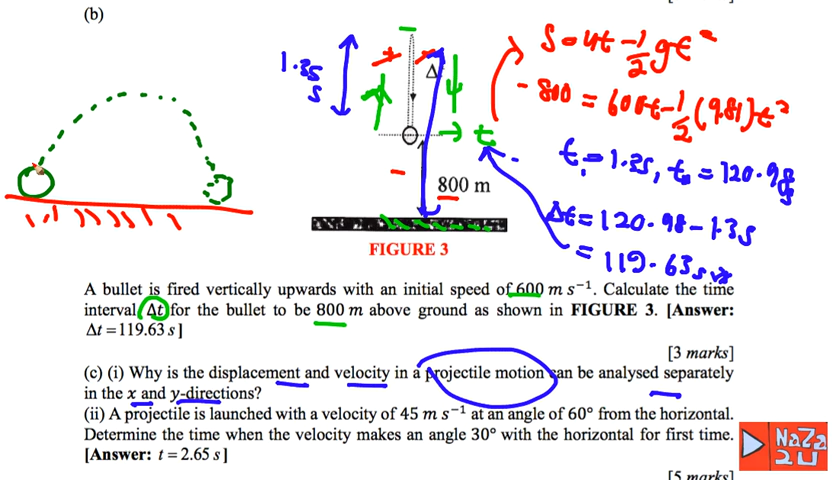 (b)
1.35
s
Δ
t
800 m
FIGURE 3
S = ut - 1/2 gt²
- 800 = 600t - 1/2 (9.81) t²
t₁ = 1.35,
Δt = 120.98 - 1.35
= 119.63 s
A bullet is fired vertically upwards with an initial speed of 600 m s⁻¹. Calculate the time
interval Δt for the bullet to be 800 m above ground as shown in FIGURE 3. [Answer:
Δt = 119.63 s]
[3 marks]
(c) (i) Why is the displacement and velocity in a projectile motion can be analysed separately
in the x and y-directions?
(ii) A projectile is launched with a velocity of 45 m s⁻¹ at an angle of 60° from the horizontal.
Determine the time when the velocity makes an angle 30° with the horizontal for first time.
[Answer: t = 2.65 s]
[5 marks]
NaZa
2U